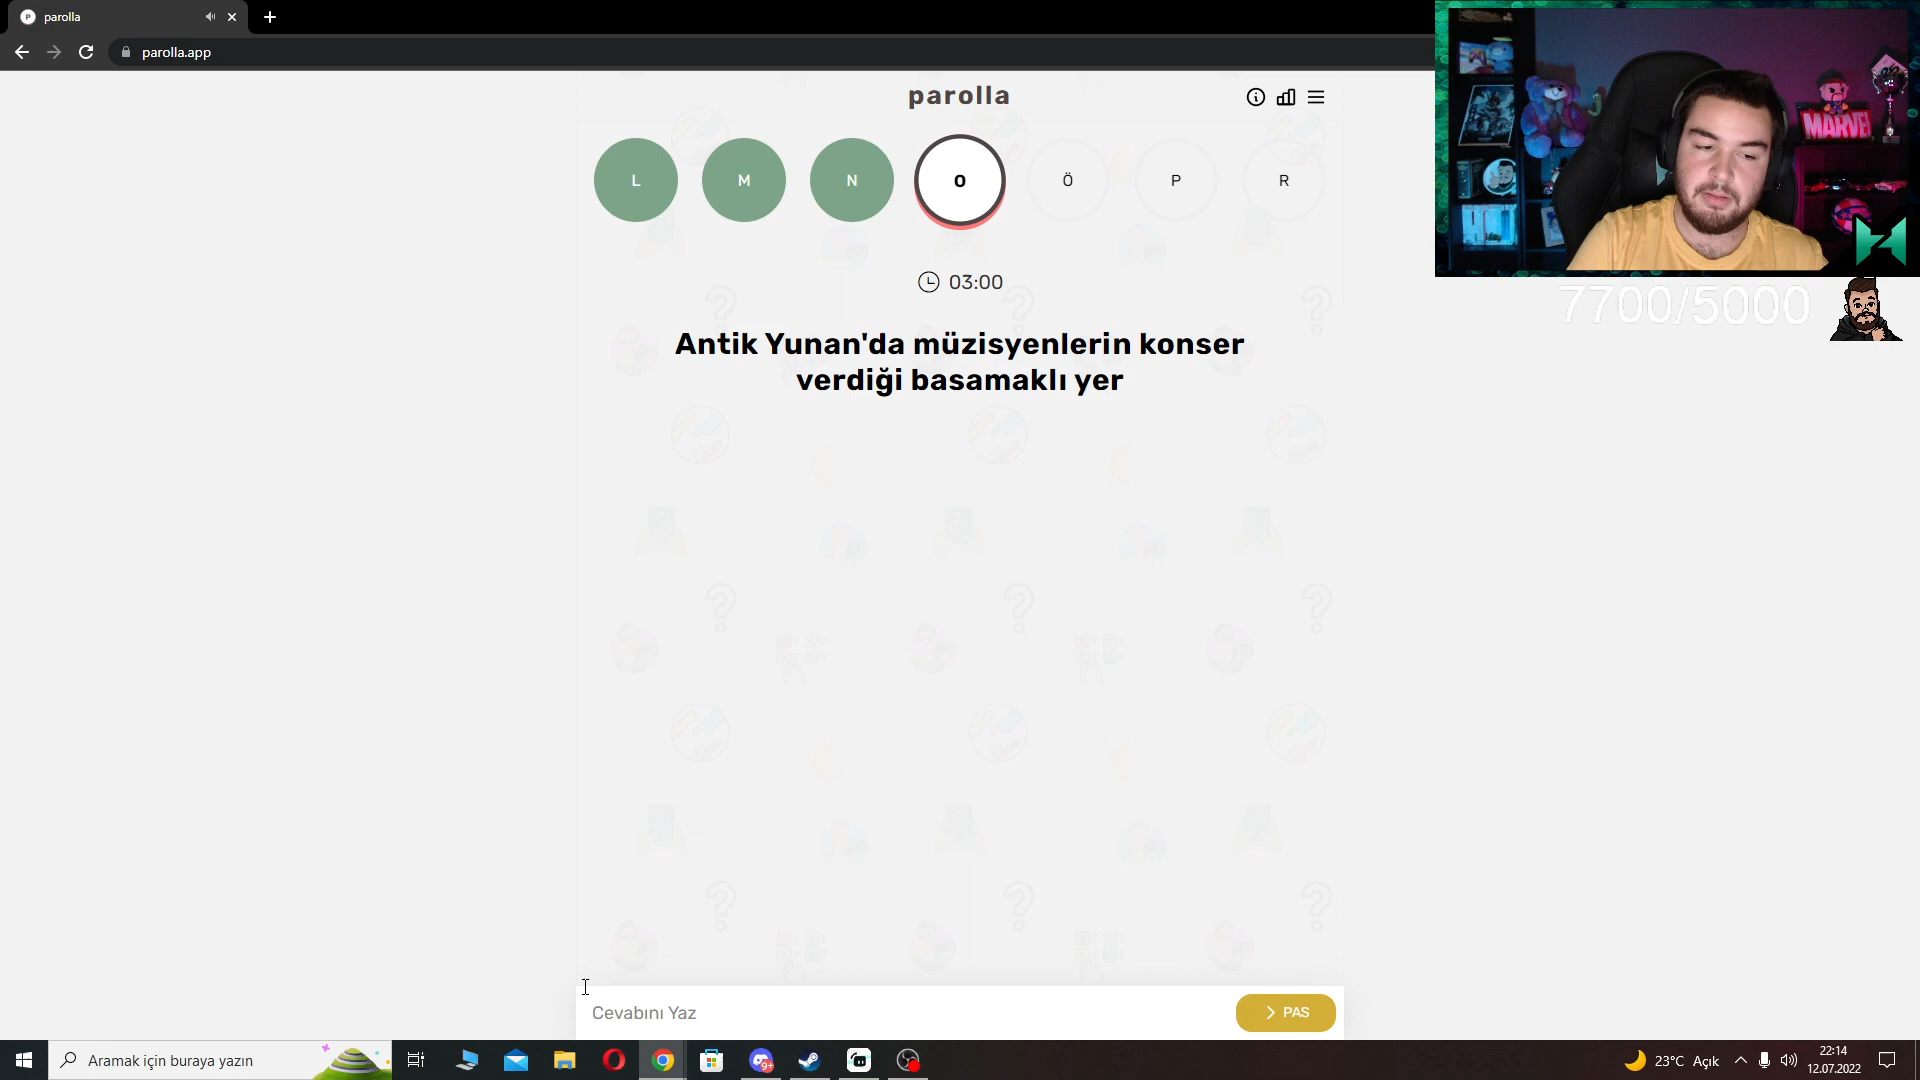 parolla
parolla.app
parolla
L
M
N
O
Ö
P
R
MARVEL
03:00
7700/5000
Antik Yunan'da müzisyenlerin konser
verdiği basamaklı yer
Cevabını Yaz
PAS
Aramak için buraya yazın
9+
23°C Açık
22:14
12.07.2022